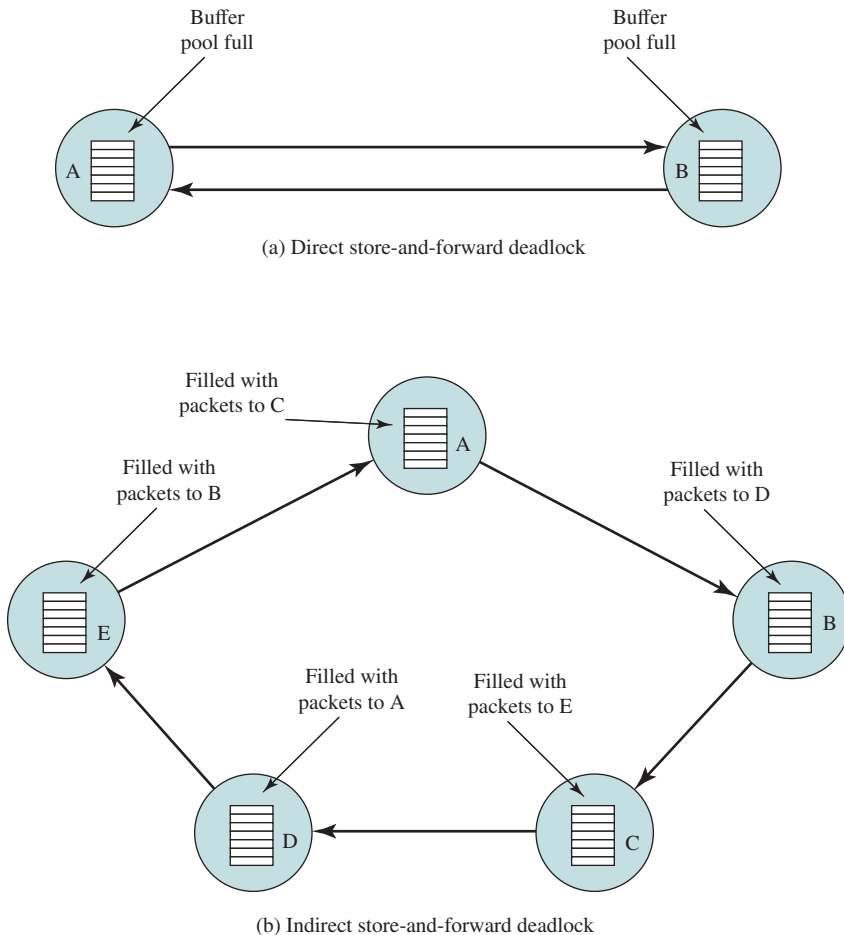 Buffer
pool full
Buffer
pool full
A
B
(a) Direct store-and-forward deadlock
Filled with
packets to C
A
Filled with
packets to B
Filled with
packets to D
E
B
Filled with
packets to A
Filled with
packets to E
D
C
(b) Indirect store-and-forward deadlock